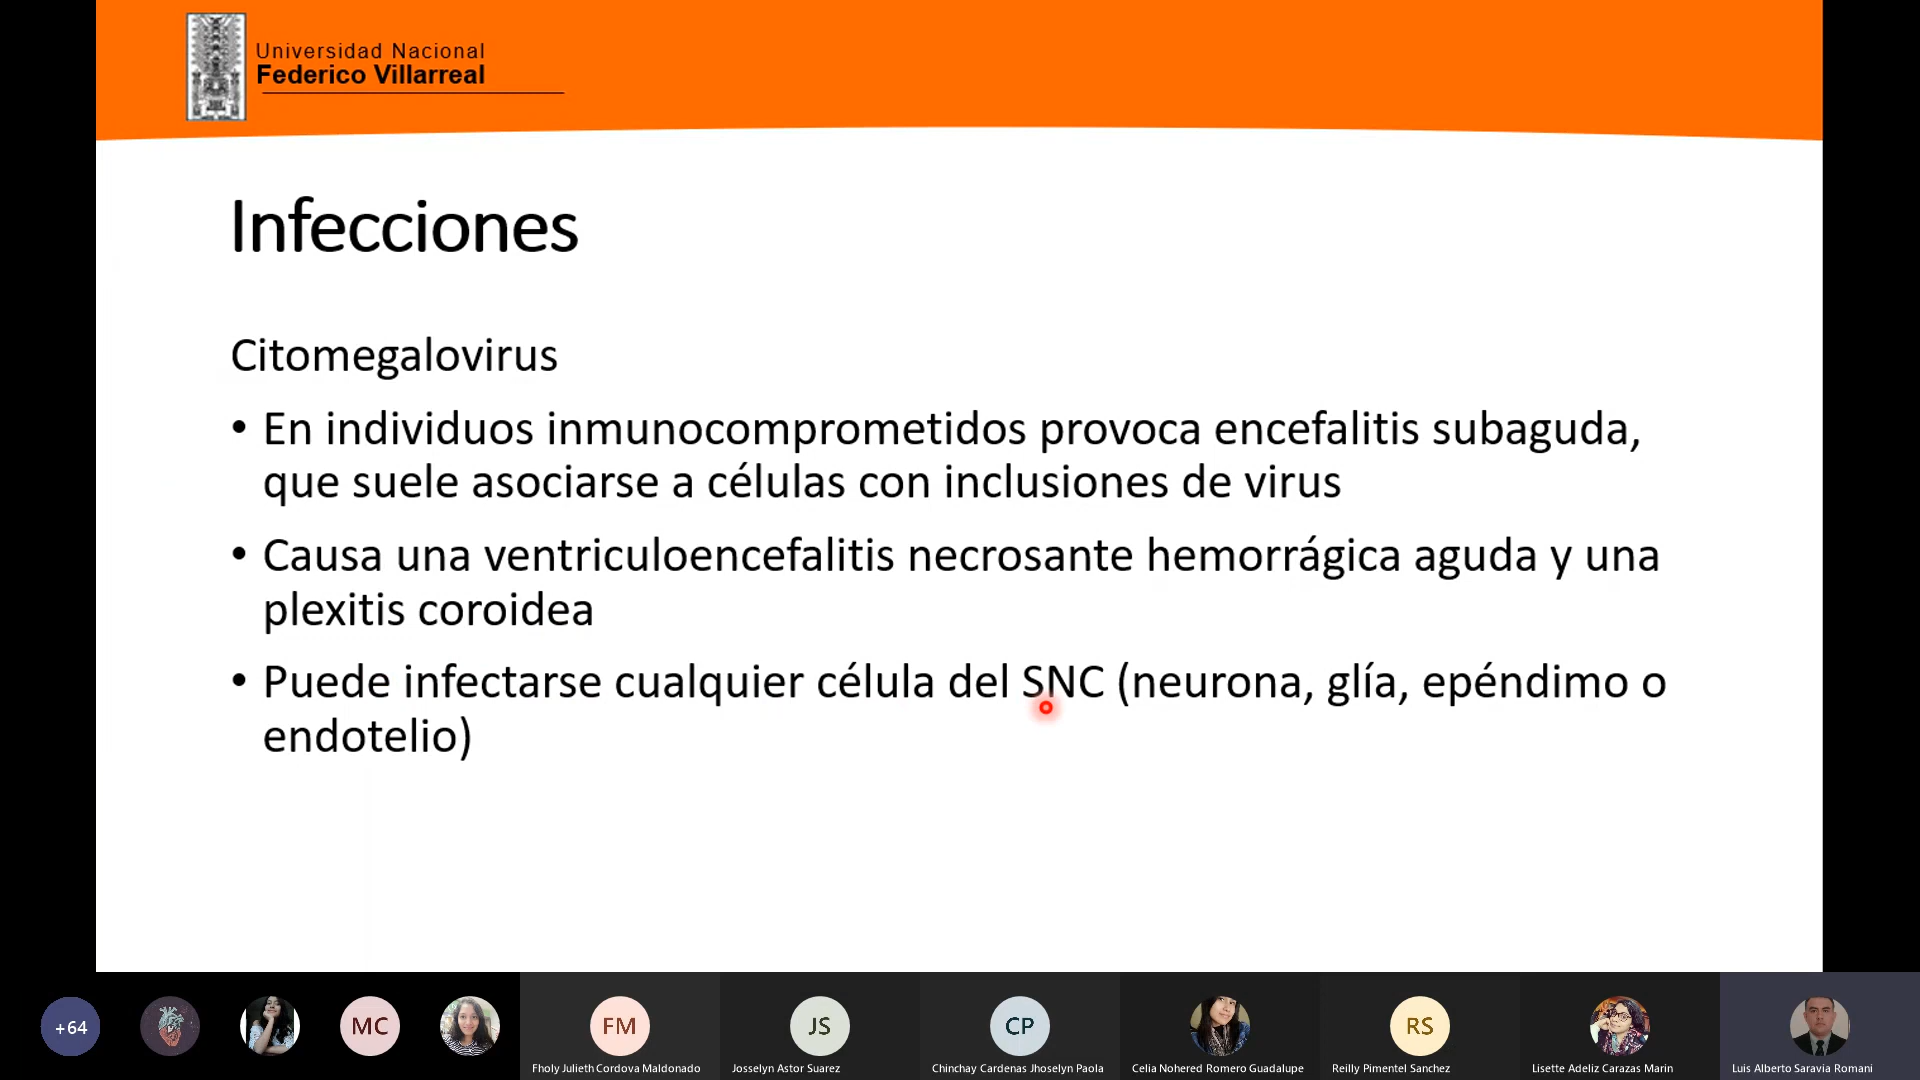 Universidad Nacional
Federico Villarreal
Infecciones
Citomegalovirus
• En individuos inmunocomprometidos provoca encefalitis subaguda,
que suele asociarse a células con inclusiones de virus
• Causa una ventriculoencefalitis necrosante hemorrágica aguda y una
plexitis coroidea
• Puede infectarse cualquier célula del SNC (neurona, glía, epéndimo o
endotelio)
+64
MC
FM
JS
CP
RS
Fholy Julieth Cordova Maldonado
Josselyn Astor Suarez
Chinchay Cardenas Jhoselyn Paola
Celia Nohered Romero Guadalupe
Reilly Pimentel Sanchez
Lisette Adeliz Carazas Marin
Luis Alberto Saravia Romani